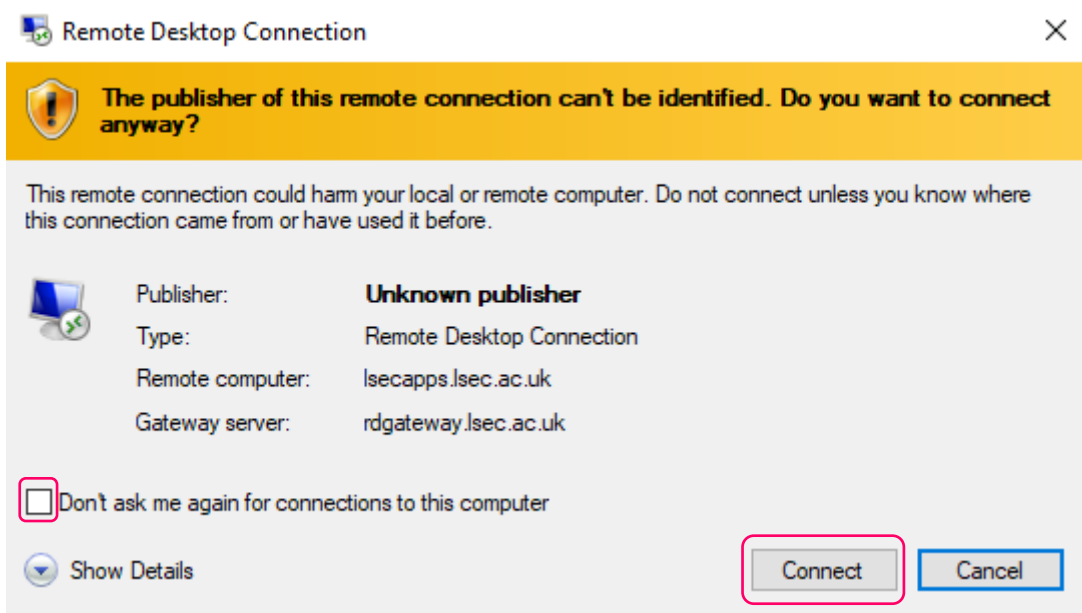 Remote Desktop Connection
The publisher of this remote connection can't be identified. Do you want to connect
anyway?
This remote connection could harm your local or remote computer. Do not connect unless you know where
this connection came from or have used it before.
Publisher: Unknown publisher
Type: Remote Desktop Connection
Remote computer: lsecapps.lsec.ac.uk
Gateway server: rdgateway.lsec.ac.uk
Don't ask me again for connections to this computer
Show Details Connect Cancel